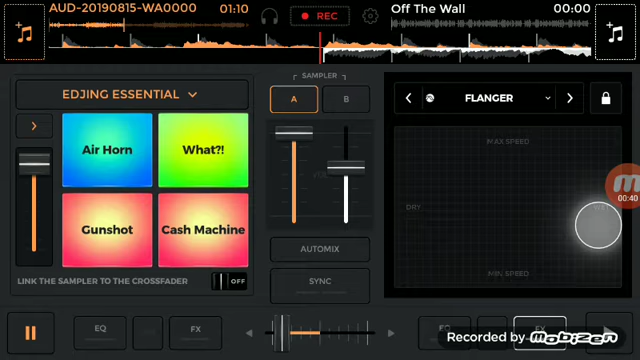 AUD-20190815-WA0000 01:10
REC
Off The Wall 00:00
EDJING ESSENTIAL
Air Horn What?!
Gunshot Cash Machine
LINK THE SAMPLER TO THE CROSSFADER OFF
SAMPLER
A B
AUTOMIX
SYNC
FLANGER
MAX SPEED
DRY
MIN SPEED
00:40
EQ FX
FX
Recorded by mobizen